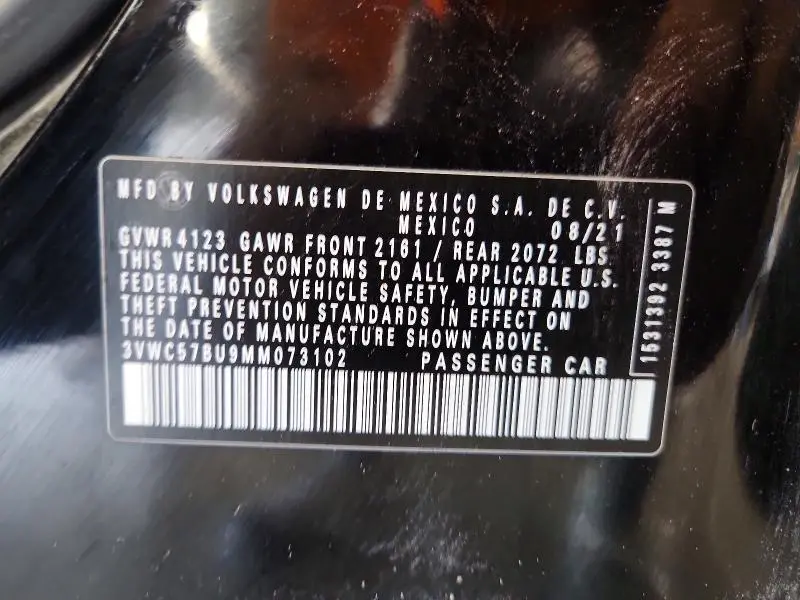 MFD BY VOLKSWAGEN DE MEXICO S.A. DE C.V.
MEXICO 08/21
GVWR 4123 GAWR FRONT 2161 / REAR 2072 LBS
THIS VEHICLE CONFORMS TO ALL APPLICABLE U.S.
FEDERAL MOTOR VEHICLE SAFETY, BUMPER AND
THEFT PREVENTION STANDARDS IN EFFECT ON
THE DATE OF MANUFACTURE SHOWN ABOVE.
3VWC57BU9MM073102 PASSENGER CAR
1531392 3387 M